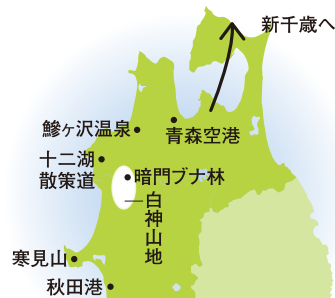 新千歳へ
鰺ヶ沢温泉
青森空港
十二湖
散策道
暗門ブナ林
白神山地
寒見山
秋田港